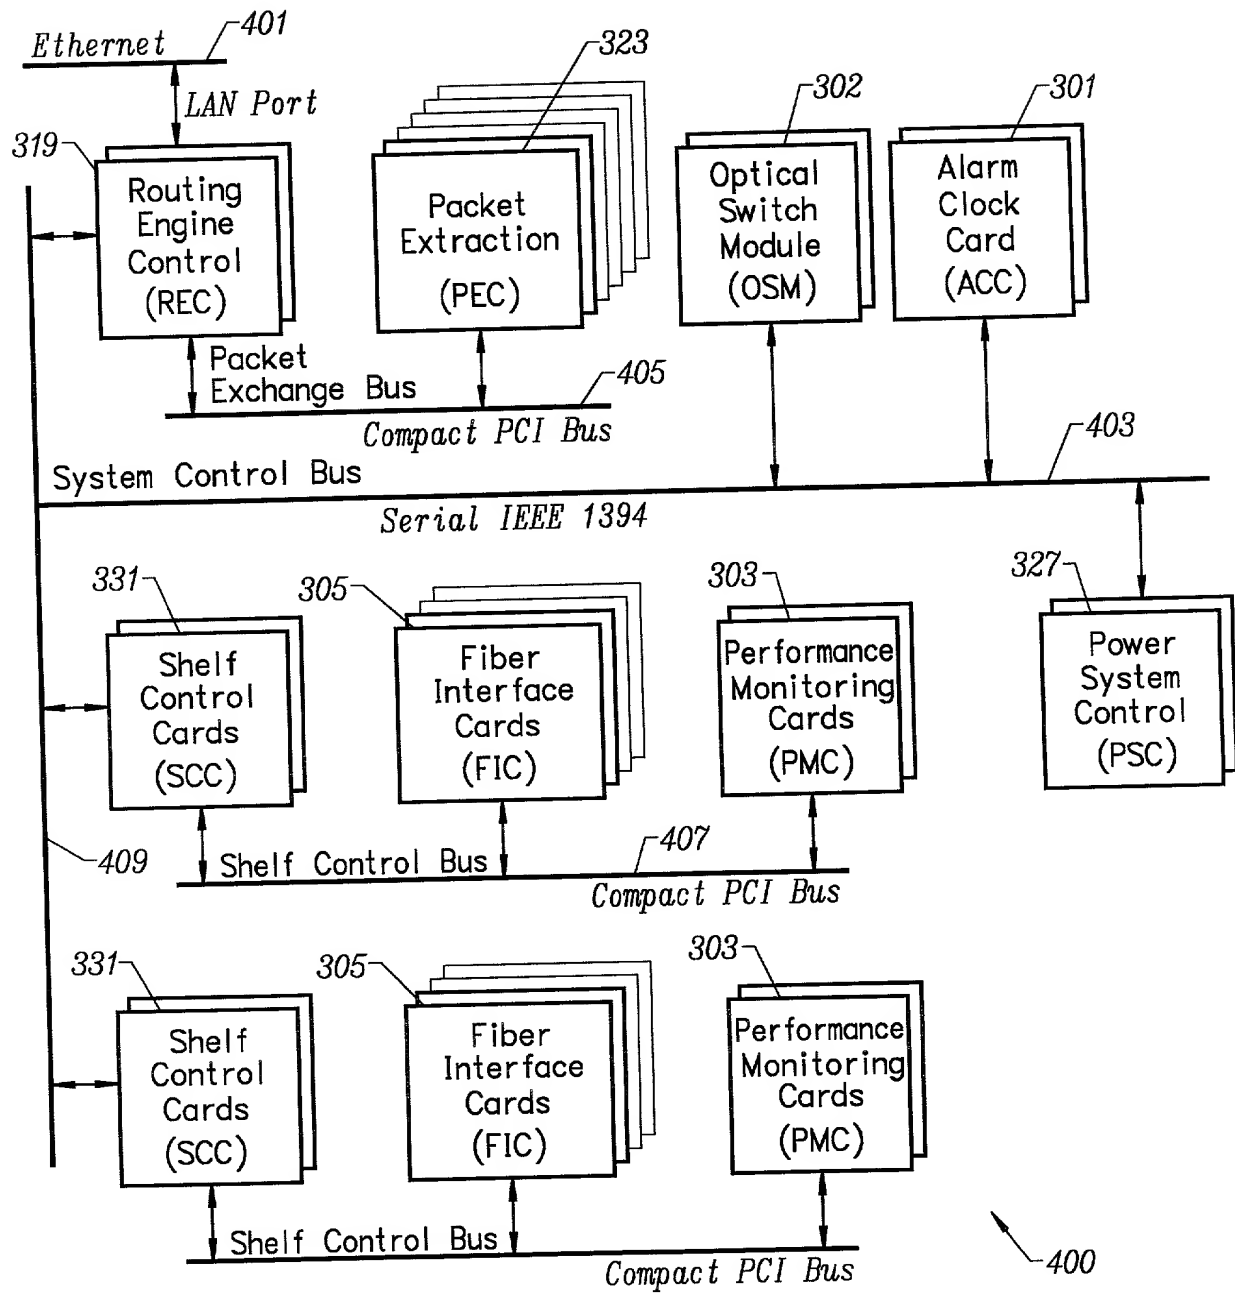 Ethernet
401
LAN Port
323
302
301
319
Routing
Engine
Control
(REC)
Packet
Extraction
(PEC)
Optical
Switch
Module
(OSM)
Alarm
Clock
Card
(ACC)
Packet
Exchange Bus
405
Compact PCI Bus
403
System Control Bus
Serial IEEE 1394
331
305
303
327
Shelf
Control
Cards
(SCC)
Fiber
Interface
Cards
(FIC)
Performance
Monitoring
Cards
(PMC)
Power
System
Control
(PSC)
409
Shelf Control Bus
407
Compact PCI Bus
331
305
303
Shelf
Control
Cards
(SCC)
Fiber
Interface
Cards
(FIC)
Performance
Monitoring
Cards
(PMC)
Shelf Control Bus
Compact PCI Bus
400